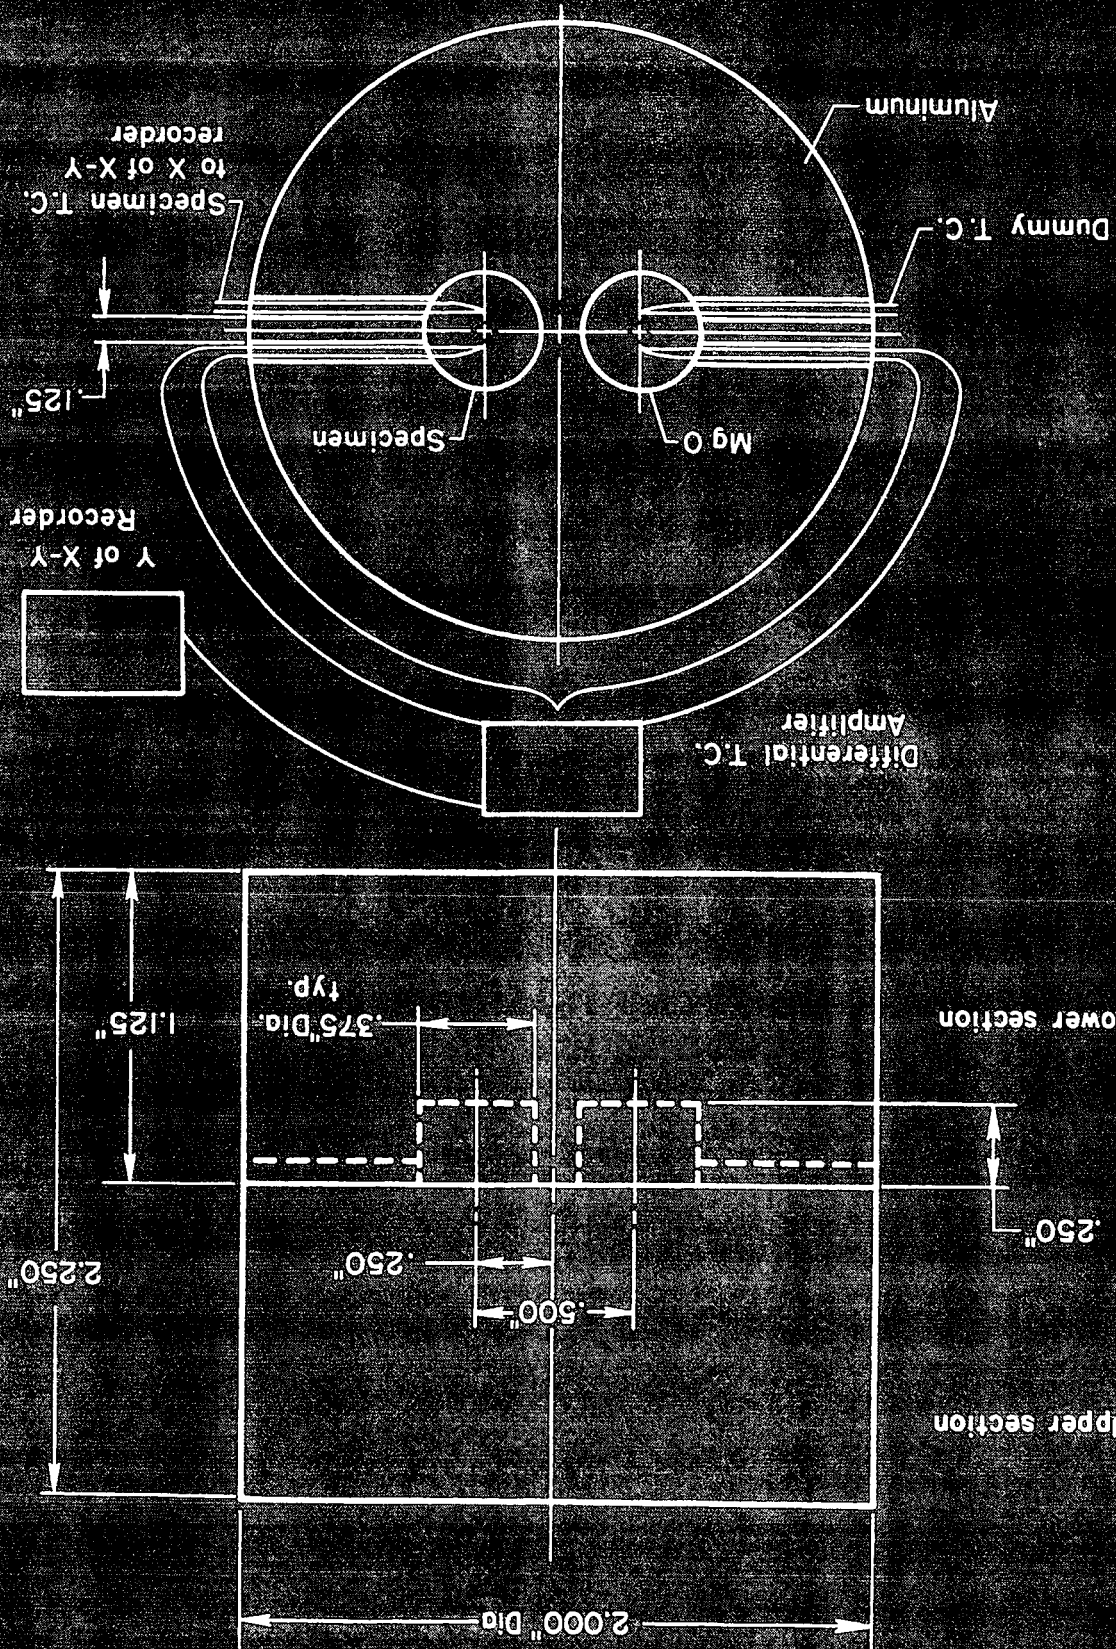 2.000" Dia
Upper section
.500"
.250"
2.250"
.250"
Lower section
1.125"
.375" Dia.
typ.
Differential T.C.
Amplifier
Y of X-Y
Recorder
Mg O
Specimen
.125"
Dummy T.C.
Specimen T.C.
to X of X-Y
recorder
Aluminum